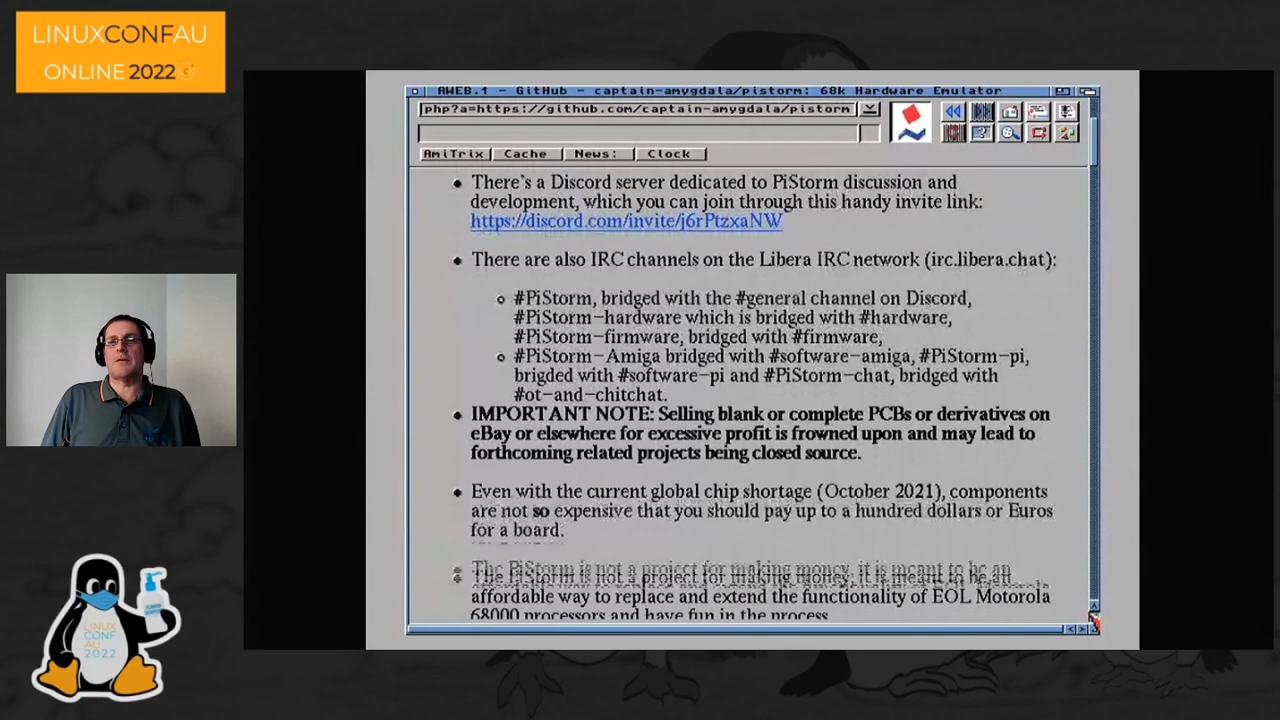 LINUXCONFAU
ONLINE 2022
AWEB.1 - GitHub - captain-amygdala/pistorm: 68k Hardware Emulator
php?a=https://github.com/captain-amygdala/pistorm
AmiTrix Cache News: Clock
• There's a Discord server dedicated to PiStorm discussion and
development, which you can join through this handy invite link:
https://discord.com/invite/j6rPtzxaNW
• There are also IRC channels on the Libera IRC network (irc.libera.chat):
o #PiStorm, bridged with the #general channel on Discord,
#PiStorm-hardware which is bridged with #hardware,
#PiStorm-firmware, bridged with #firmware,
o #PiStorm-Amiga bridged with #software-amiga, #PiStorm-pi,
brigded with #software-pi and #PiStorm-chat, bridged with
#ot-and-chitchat.
• IMPORTANT NOTE: Selling blank or complete PCBs or derivatives on
eBay or elsewhere for excessive profit is frowned upon and may lead to
forthcoming related projects being closed source.
• Even with the current global chip shortage (October 2021), components
are not so expensive that you should pay up to a hundred dollars or Euros
for a board.
• The PiStorm is not a project for making money, it is meant to be an
affordable way to replace and extend the functionality of EOL Motorola
68000 processors and have fun in the process
LINUX
CONF
AU
2022